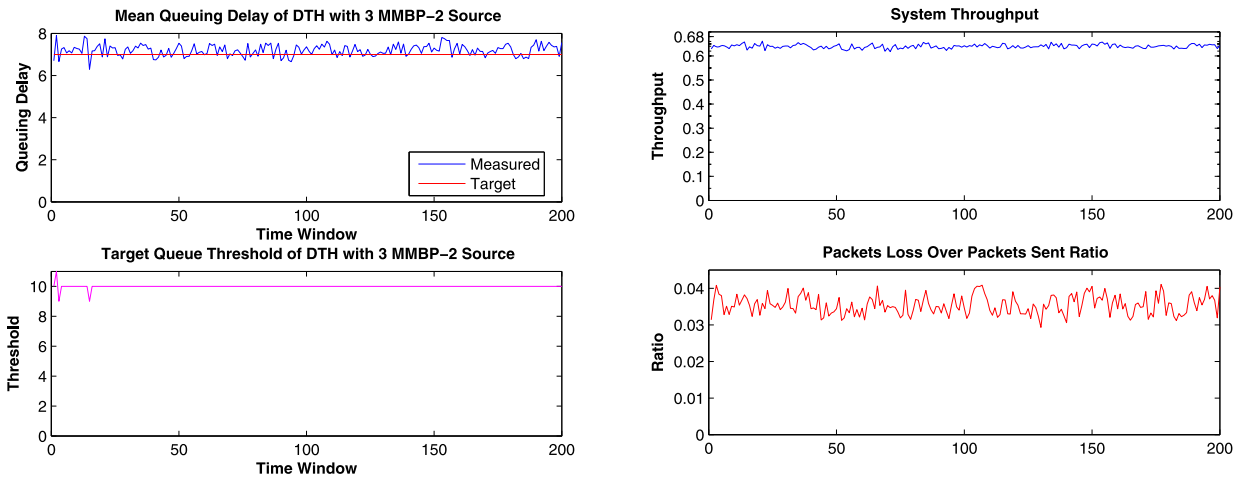 Mean Queuing Delay of DTH with 3 MMBP−2 Source
Queuing Delay
8
6
4
2
0
0 50 100 150 200
Time Window
Measured
Target
System Throughput
Throughput
0.68
0.6
0.5
0.4
0.3
0.2
0.1
0
0 50 100 150 200
Target Queue Threshold of DTH with 3 MMBP−2 Source
Threshold
10
8
6
4
2
0
0 50 100 150 200
Time Window
Packets Loss Over Packets Sent Ratio
Ratio
0.04
0.03
0.02
0.01
0
0 50 100 150 200